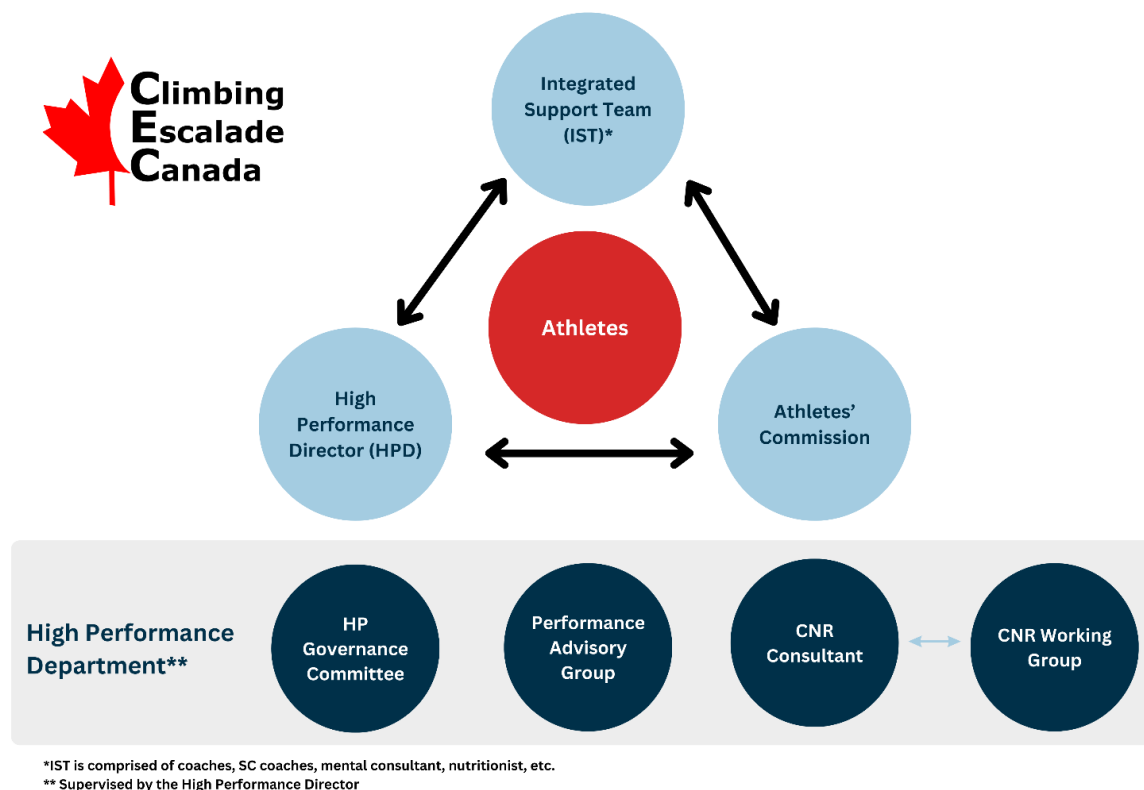 Climbing
Escalade
Canada
Integrated
Support Team
(IST)*
Athletes
High
Performance
Director (HPD)
Athletes’
Commission
High Performance
Department**
HP
Governance
Committee
Performance
Advisory
Group
CNR
Consultant
CNR Working
Group
*IST is comprised of coaches, SC coaches, mental consultant, nutritionist, etc.
** Supervised by the High Performance Director